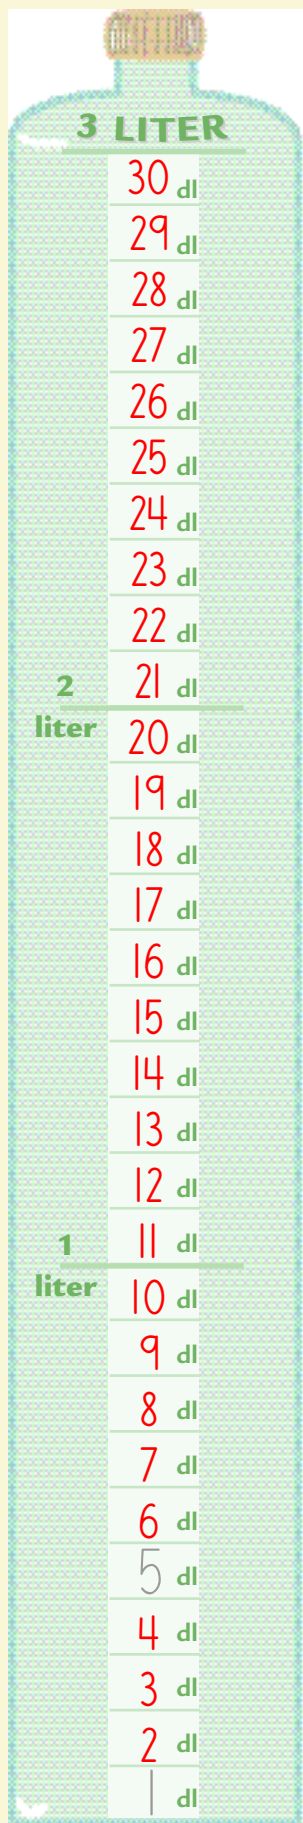 3 LITER
30 dl
29 dl
28 dl
27 dl
26 dl
25 dl
24 dl
23 dl
22 dl
21 dl
2
liter
20 dl
19 dl
18 dl
17 dl
16 dl
15 dl
14 dl
13 dl
12 dl
11 dl
1
liter
10 dl
9 dl
8 dl
7 dl
6 dl
5 dl
4 dl
3 dl
2 dl
1 dl